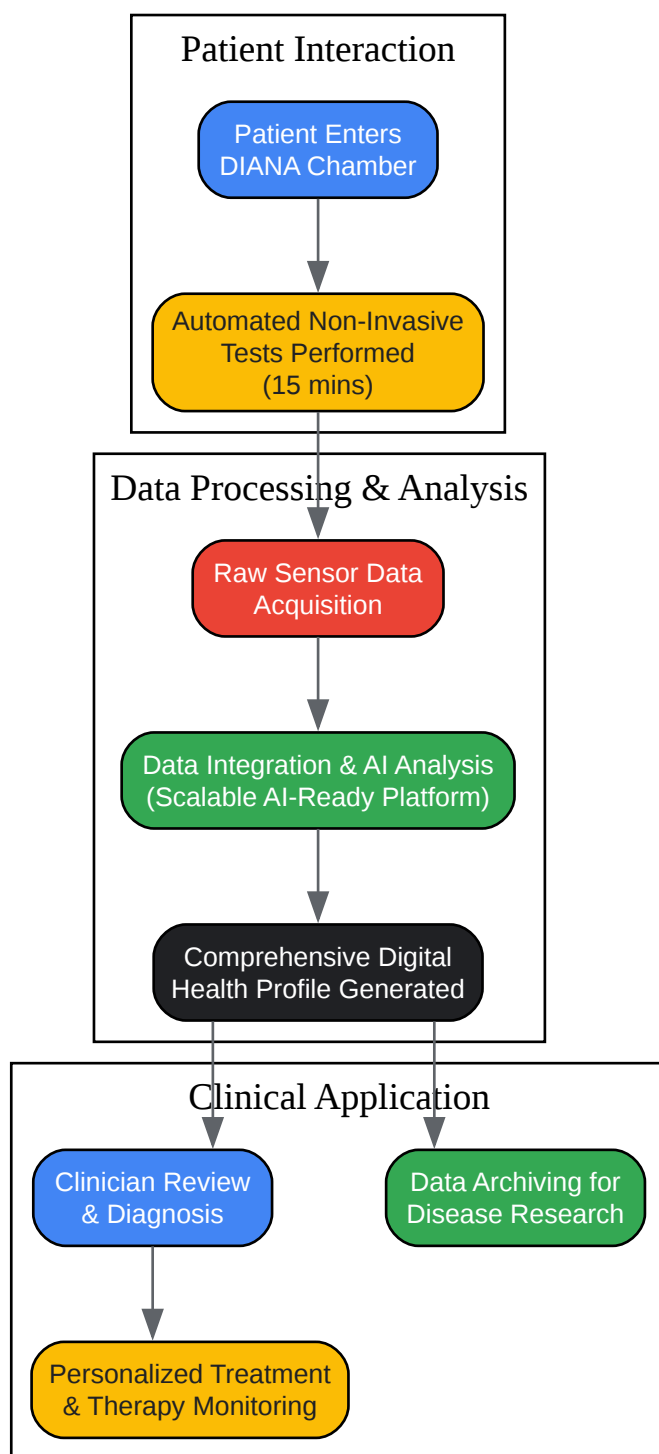 Patient Interaction
Patient Enters
DIANA Chamber
Automated Non-Invasive
Tests Performed
(15 mins)
Data Processing & Analysis
Raw Sensor Data
Acquisition
Data Integration & AI Analysis
(Scalable AI-Ready Platform)
Comprehensive Digital
Health Profile Generated
Clinical Application
Clinician Review
& Diagnosis
Data Archiving for
Disease Research
Personalized Treatment
& Therapy Monitoring